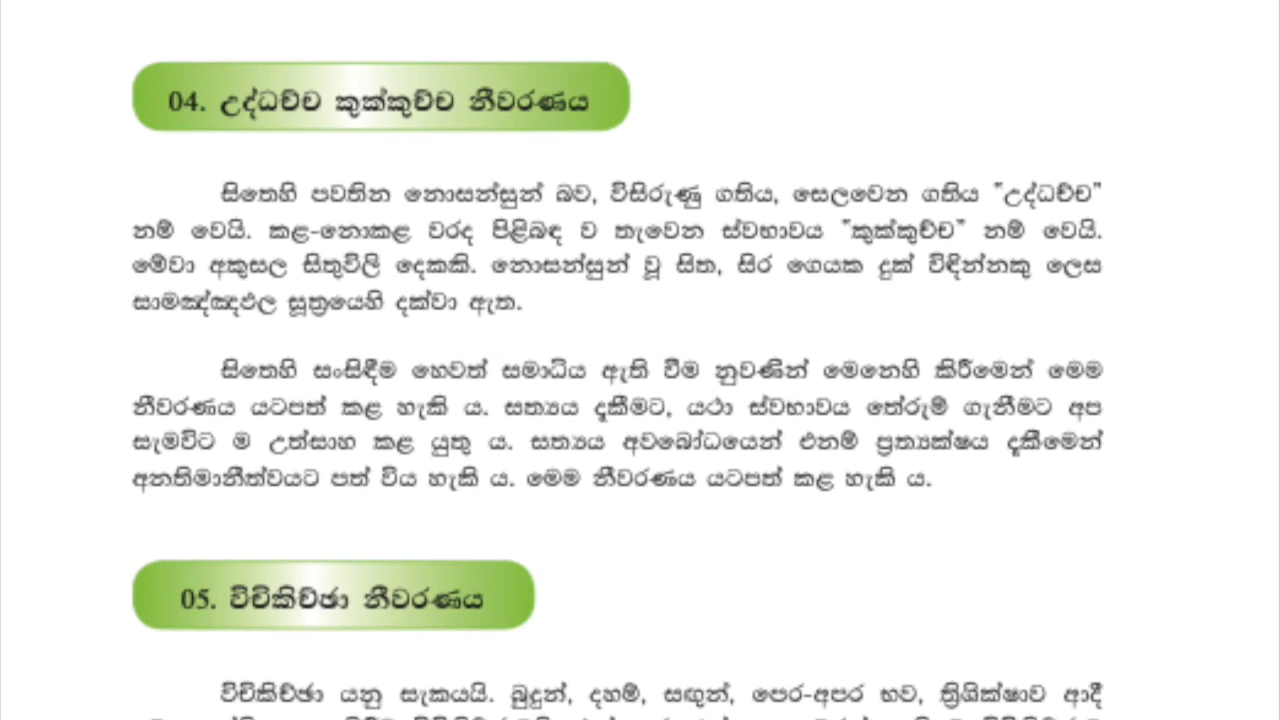 04. උද්ධච්ච කුක්කුච්ච නීවරණය
සිතෙහි පවතින නොසන්සුන් බව, විසිරුණු ගතිය, සෙලවෙන ගතිය "උද්ධච්ච"
නම් වෙයි. කළ-නොකළ වරද පිළිබඳ ව තැවෙන ස්වභාවය "කුක්කුච්ච" නම් වෙයි.
මේවා අකුසල සිතුවිලි දෙකකි. නොසන්සුන් වූ සිත, සිර ගෙයක දුක් විඳින්නකු ලෙස
සාමඤ්ඤඵල සූත්‍රයෙහි දක්වා ඇත.
සිතෙහි සංසිඳීම හෙවත් සමාධිය ඇති වීම නුවණින් මෙනෙහි කිරීමෙන් මෙම
නීවරණය යටපත් කළ හැකි ය. සත්‍යය දැකීමට, යථා ස්වභාවය තේරුම් ගැනීමට අප
සැමවිට ම උත්සාහ කළ යුතු ය. සත්‍යය අවබෝධයෙන් එනම් ප්‍රත්‍යක්ෂය දැකීමෙන්
අනතිමානීත්වයට පත් විය හැකි ය. මෙම නීවරණය යටපත් කළ හැකි ය.
05. විචිකිච්ඡා නීවරණය
විචිකිච්ඡා යනු සැකයයි. බුදුන්, දහම්, සඟුන්, පෙර-අපර භව, ත්‍රිශික්ෂාව ආදී